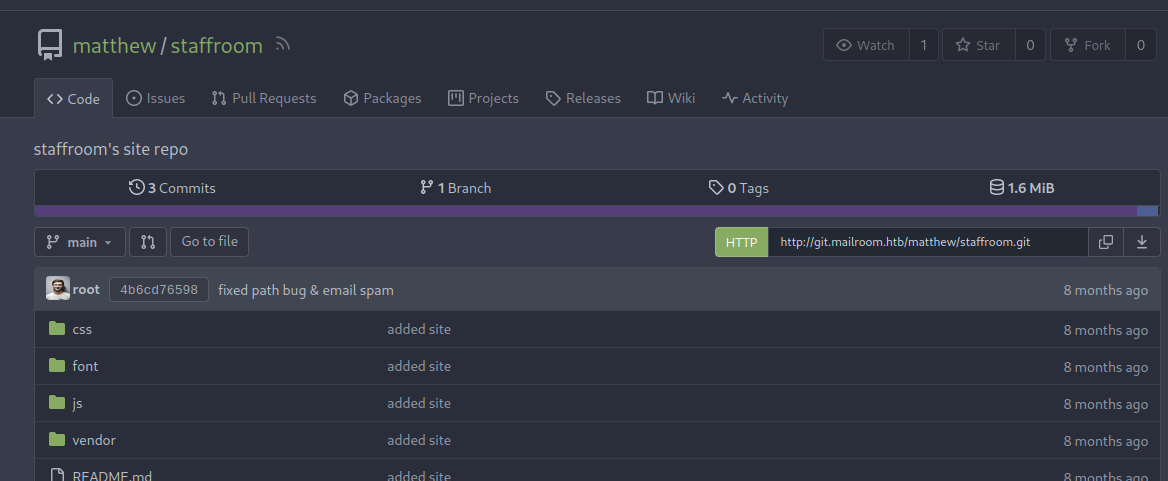 matthew / staffroom
Watch 1 Star 0 Fork 0
Code Issues Pull Requests Packages Projects Releases Wiki Activity
staffroom's site repo
3 Commits 1 Branch 0 Tags 1.6 MiB
main Go to file HTTP http://git.mailroom.htb/matthew/staffroom.git
root 4b6cd76598 fixed path bug & email spam 8 months ago
css added site 8 months ago
font added site 8 months ago
js added site 8 months ago
vendor added site 8 months ago
README.md added site 8 months ago